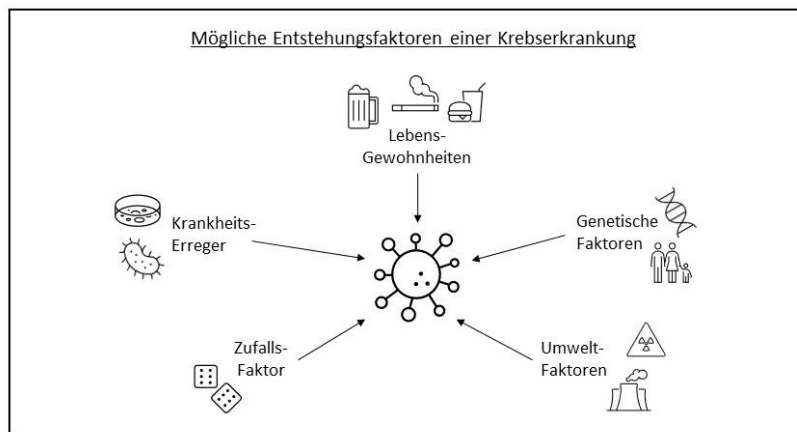 Mögliche Entstehungsfaktoren einer Krebserkrankung
Lebens-
Gewohnheiten
Krankheits-
Erreger
Genetische
Faktoren
Zufalls-
Faktor
Umwelt-
Faktoren